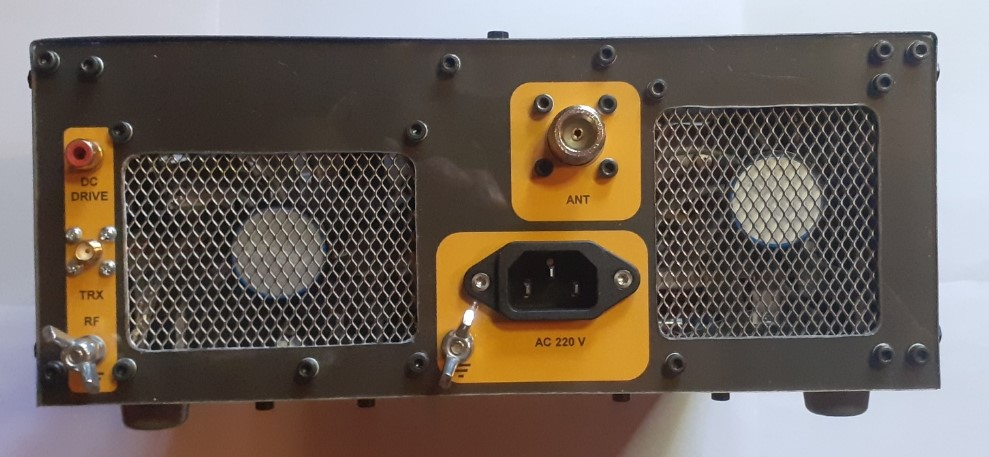 DC
DRIVE
TRX
RF
ANT
AC 220 V